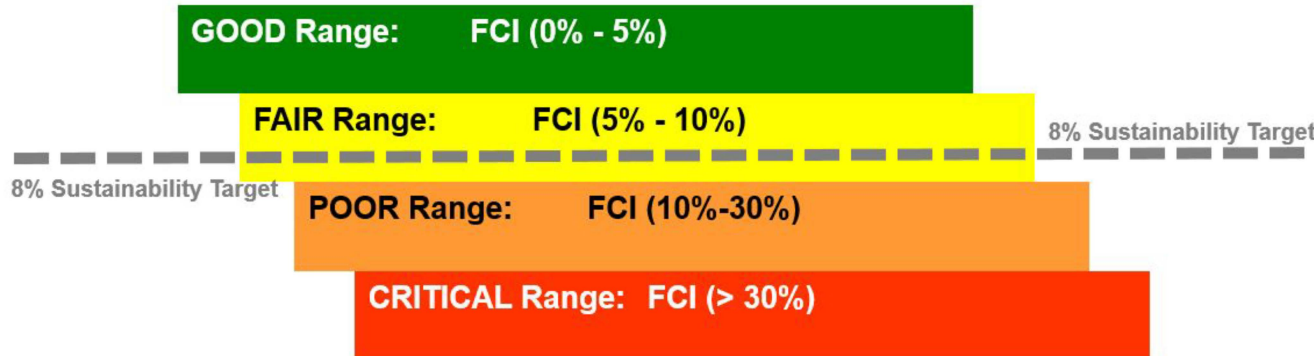 GOOD Range: FCI (0% - 5%)
FAIR Range: FCI (5% - 10%)
8% Sustainability Target
8% Sustainability Target
POOR Range: FCI (10%-30%)
CRITICAL Range: FCI (> 30%)